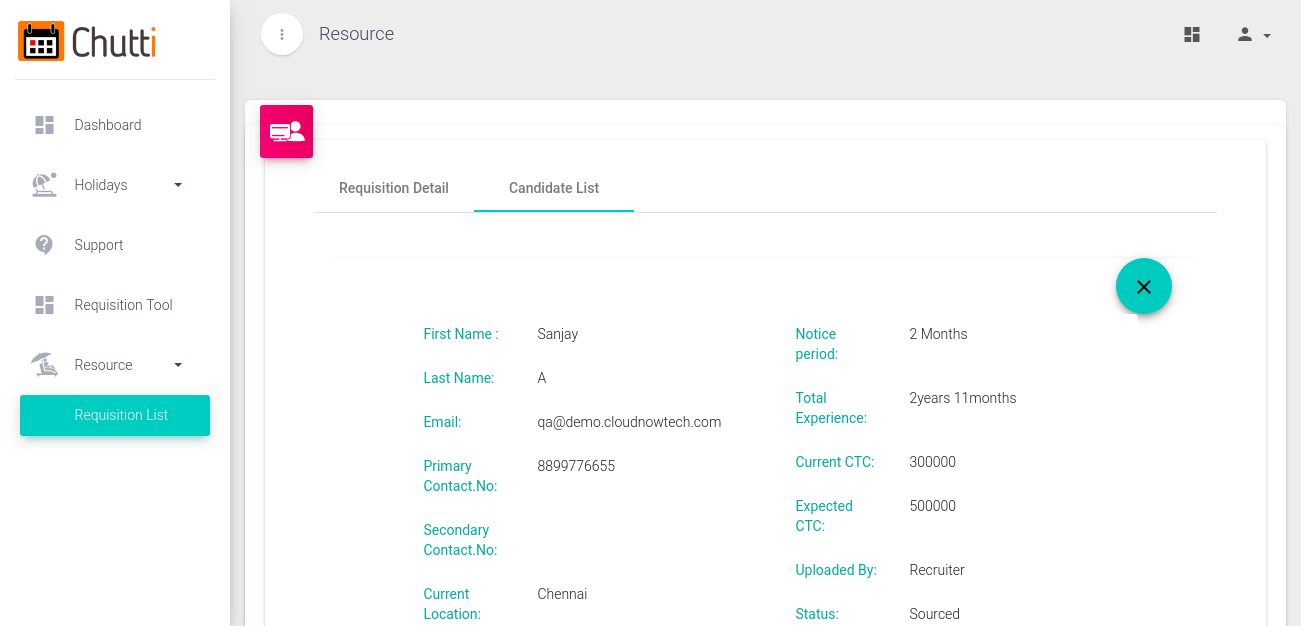 Chutti
Resource
Dashboard
Holidays
Support
Requisition Tool
Resource
Requisition List
Requisition Detail
Candidate List
First Name :
Sanjay
Last Name:
A
Email:
qa@demo.cloudnowtech.com
Primary
Contact.No:
8899776655
Secondary
Contact.No:
Current
Location:
Chennai
Notice
period:
2 Months
Total
Experience:
2years 11months
Current CTC:
300000
Expected
CTC:
500000
Uploaded By:
Recruiter
Status:
Sourced